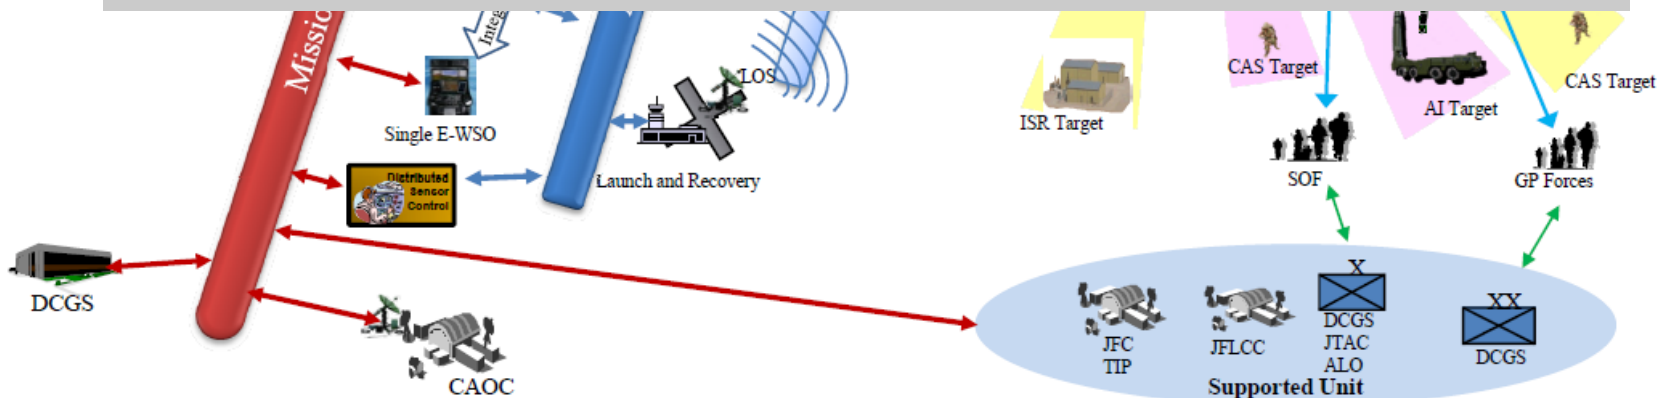 Missio
Integ
Single E-WSO
LOS
Launch and Recovery
Distributed
Sensor
Control
ISR Target
CAS Target
AI Target
CAS Target
SOF
GP Forces
DCGS
CAOC
JFC
TIP
JFLCC
X
DCGS
JTAC
ALO
XX
DCGS
Supported Unit